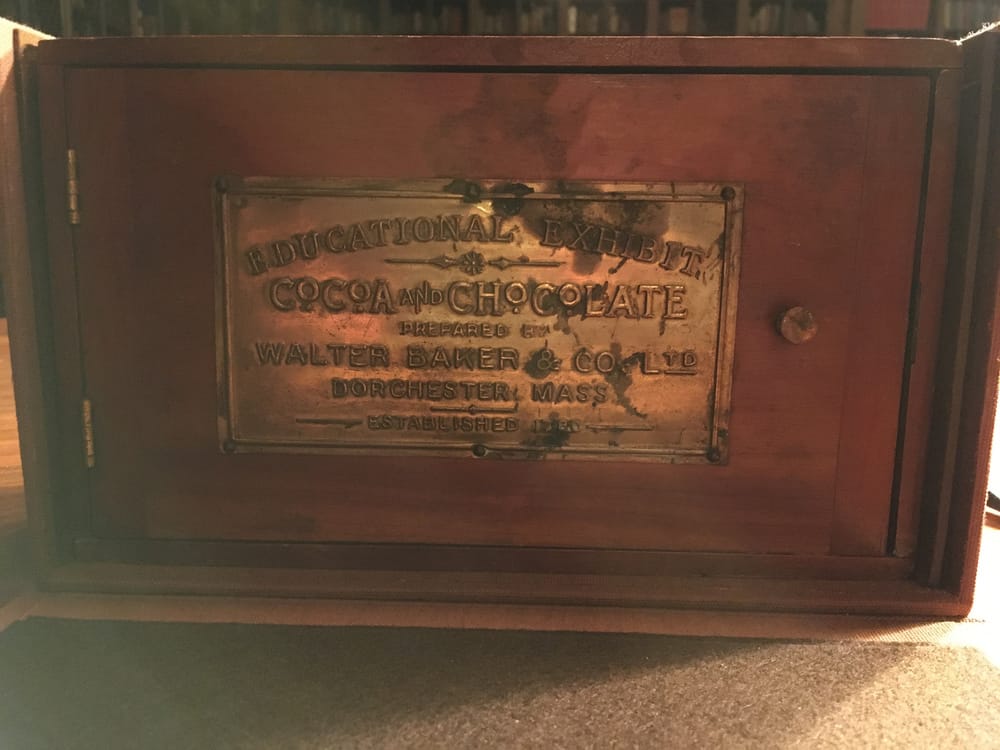 EDUCATIONAL EXHIBIT
COCOA AND CHOCOLATE
PREPARED BY
WALTER BAKER & CO. LTD
DORCHESTER, MASS.
ESTABLISHED